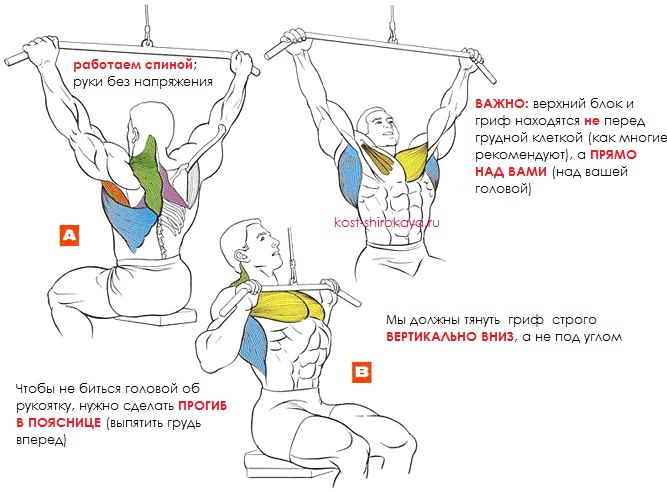 работаем спиной;
руки без напряжения
ВАЖНО: верхний блок и
гриф находятся не перед
грудной клеткой (как многие
рекомендуют), а ПРЯМО
НАД ВАМИ (над вашей
головой)
kost-shirokaya.ru
A
Мы должны тянуть гриф строго
ВЕРТИКАЛЬНО ВНИЗ, а не под углом
B
Чтобы не биться головой об
рукоятку, нужно сделать ПРОГИБ
В ПОЯСНИЦЕ (выпятить грудь
вперед)